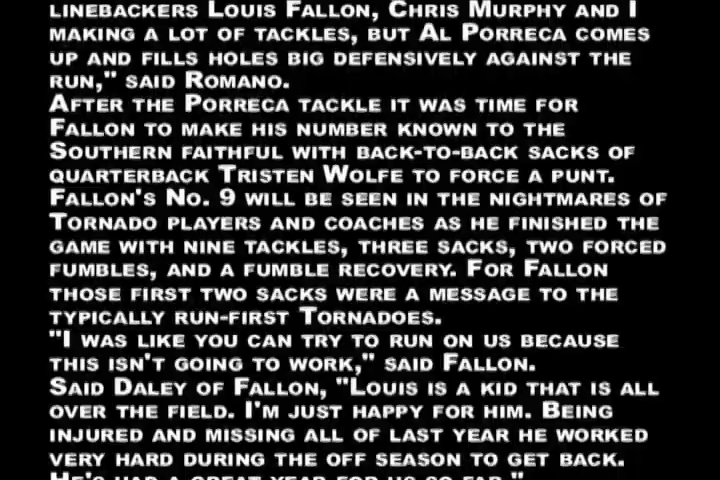 linebackers Louis Fallon, Chris Murphy and I
making a lot of tackles, but Al Porreca comes
up and fills holes big defensively against the
run," said Romano.
After the Porreca tackle it was time for
Fallon to make his number known to the
Southern faithful with back-to-back sacks of
quarterback Tristen Wolfe to force a punt.
Fallon's No. 9 will be seen in the nightmares of
Tornado players and coaches as he finished the
game with nine tackles, three sacks, two forced
fumbles, and a fumble recovery. For Fallon
those first two sacks were a message to the
typically run-first Tornadoes.
"I was like you can try to run on us because
this isn't going to work," said Fallon.
Said Daley of Fallon, "Louis is a kid that is all
over the field. I'm just happy for him. Being
injured and missing all of last year he worked
very hard during the off season to get back.
He's had a great year for us so far."